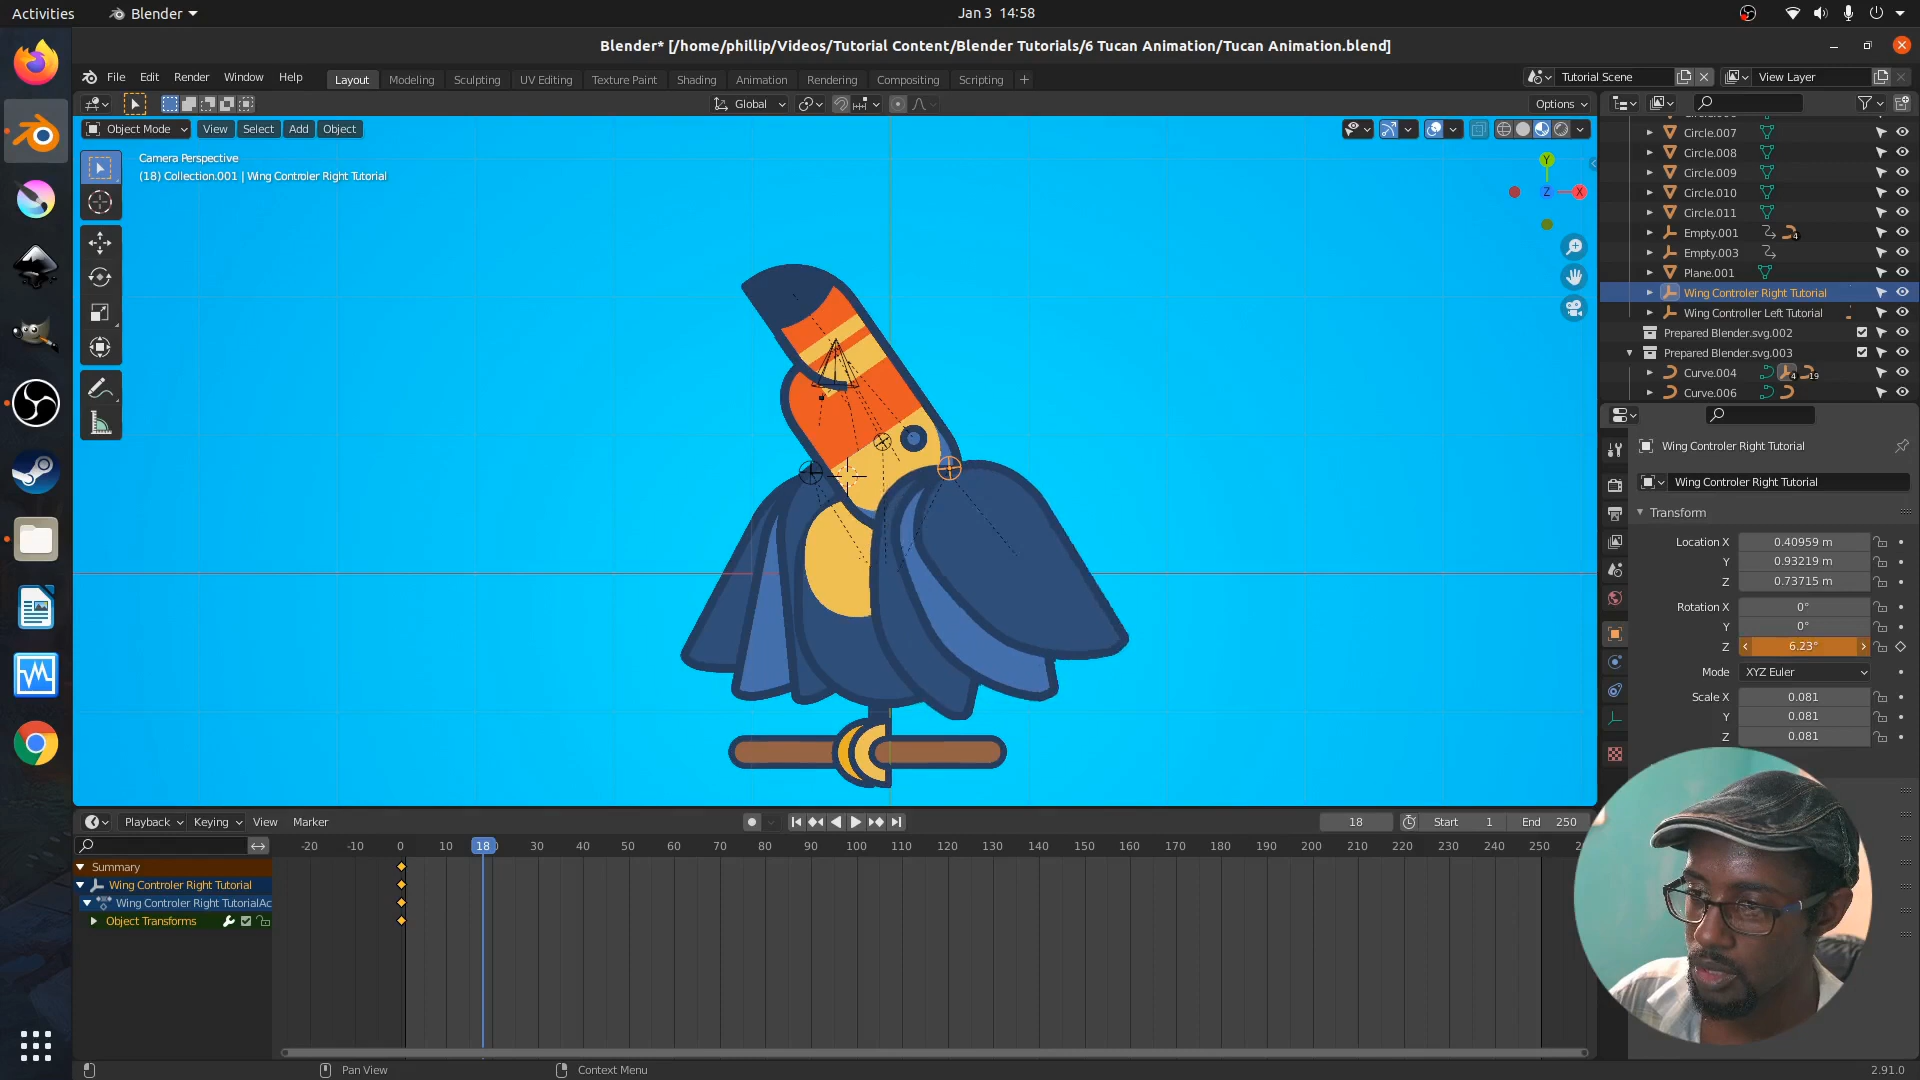 Activities Blender Jan 3 14:58
Blender* [/home/phillip/Videos/Tutorial Content/Blender Tutorials/6 Tucan Animation/Tucan Animation.blend]
File Edit Render Window Help Layout Modeling Sculpting UV Editing Texture Paint Shading Animation Rendering Compositing Scripting + Tutorial Scene View Layer
Global Options
Object Mode View Select Add Object
Camera Perspective
(18) Collection.001 | Wing Controler Right Tutorial
Y
Z X
Circle.007
Circle.008
Circle.009
Circle.010
Circle.011
Empty.001 4
Empty.003
Plane.001
Wing Controler Right Tutorial
Wing Controller Left Tutorial
Prepared Blender.svg.002
Prepared Blender.svg.003
Curve.004 4 19
Curve.006
Wing Controler Right Tutorial
Wing Controler Right Tutorial
Transform
Location X 0.40959 m
Y 0.93219 m
Z 0.73715 m
Rotation X 0°
Y 0°
Z 6.23°
Mode XYZ Euler
Scale X 0.081
Y 0.081
Z 0.081
Playback Keying View Marker 18 Start 1 End 250
-20 -10 0 10 18 30 40 50 60 70 80 90 100 110 120 130 140 150 160 170 180 190 200 210 220 230 240 250
Summary
Wing Controler Right Tutorial
Wing Controler Right TutorialAc
Object Transforms
Pan View Context Menu 2.91.0